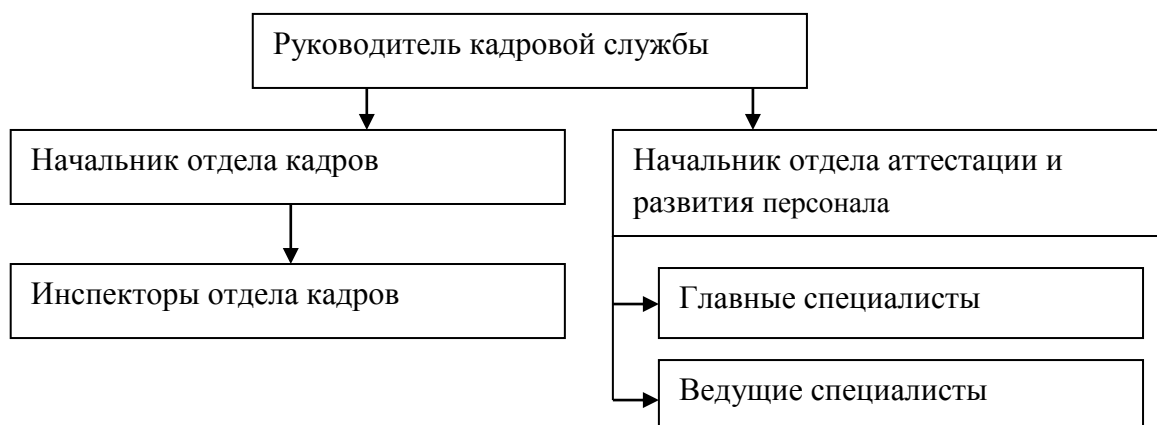 Руководитель кадровой службы
Начальник отдела кадров
Начальник отдела аттестации и
развития персонала
Инспекторы отдела кадров
Главные специалисты
Ведущие специалисты